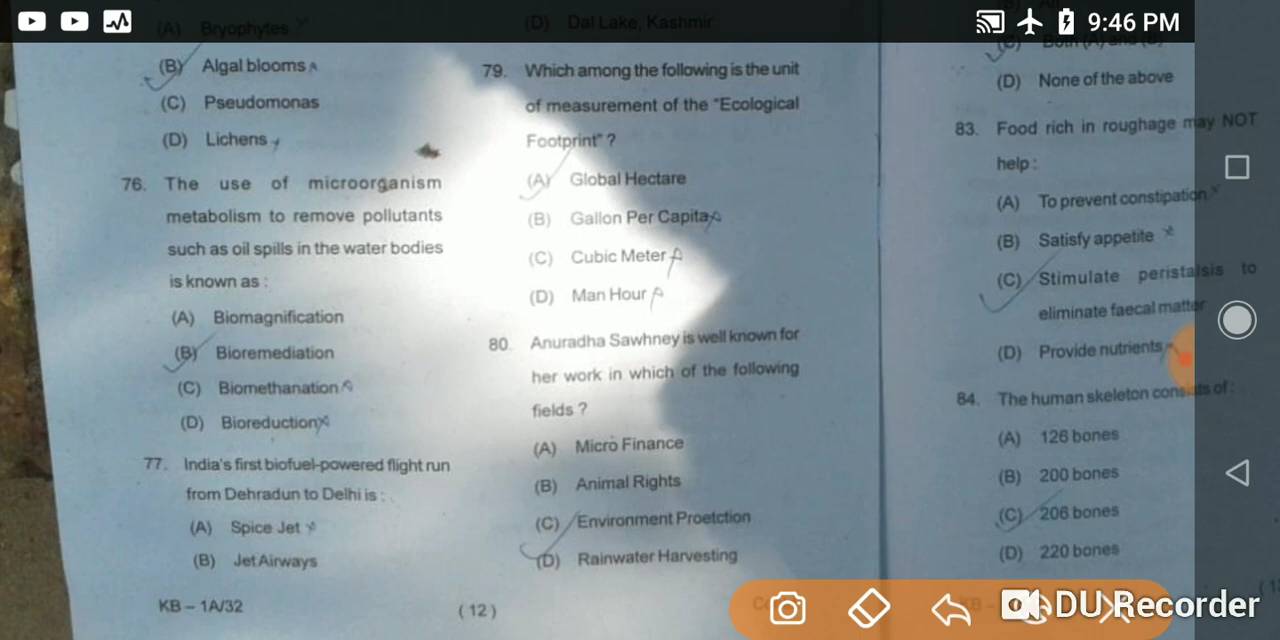 9:46 PM
(A) Bryophytes
(B) Algal blooms
(C) Pseudomonas
(D) Lichens
76. The use of microorganism
metabolism to remove pollutants
such as oil spills in the water bodies
is known as :
(A) Biomagnification
(B) Bioremediation
(C) Biomethanation
(D) Bioreduction
77. India's first biofuel-powered flight run
from Dehradun to Delhi is :
(A) Spice Jet
(B) Jet Airways
KB – 1A/32
(12)
(D) Dal Lake, Kashmir
79. Which among the following is the unit
of measurement of the "Ecological
Footprint" ?
(A) Global Hectare
(B) Gallon Per Capita
(C) Cubic Meter
(D) Man Hour
80. Anuradha Sawhney is well known for
her work in which of the following
fields ?
(A) Micro Finance
(B) Animal Rights
(C) Environment Proetction
(D) Rainwater Harvesting
(C) Both (A) and (B)
(D) None of the above
83. Food rich in roughage may NOT
help :
(A) To prevent constipation
(B) Satisfy appetite
(C) Stimulate peristalsis to
eliminate faecal matter
(D) Provide nutrients
84. The human skeleton consists of :
(A) 126 bones
(B) 200 bones
(C) 206 bones
(D) 220 bones
DU Recorder